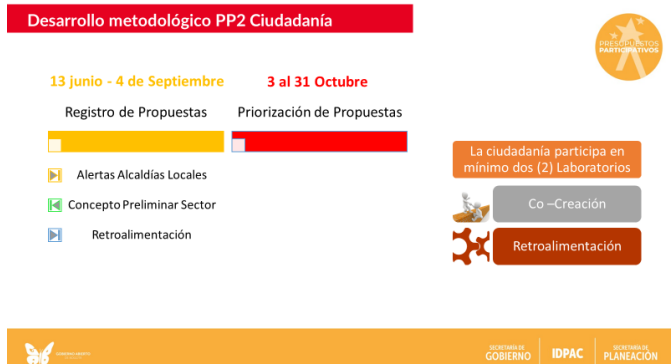 Desarrollo metodológico PP2 Ciudadanía
PRESUPUESTOS
PARTICIPATIVOS
13 junio - 4 de Septiembre
3 al 31 Octubre
Registro de Propuestas
Priorización de Propuestas
Alertas Alcaldías Locales
Concepto Preliminar Sector
Retroalimentación
La ciudadanía participa en
mínimo dos (2) Laboratorios
Co –Creación
Retroalimentación
GOBIERNO ABIERTO
SECRETARÍA DE
GOBIERNO
IDPAC
SECRETARÍA DE
PLANEACIÓN